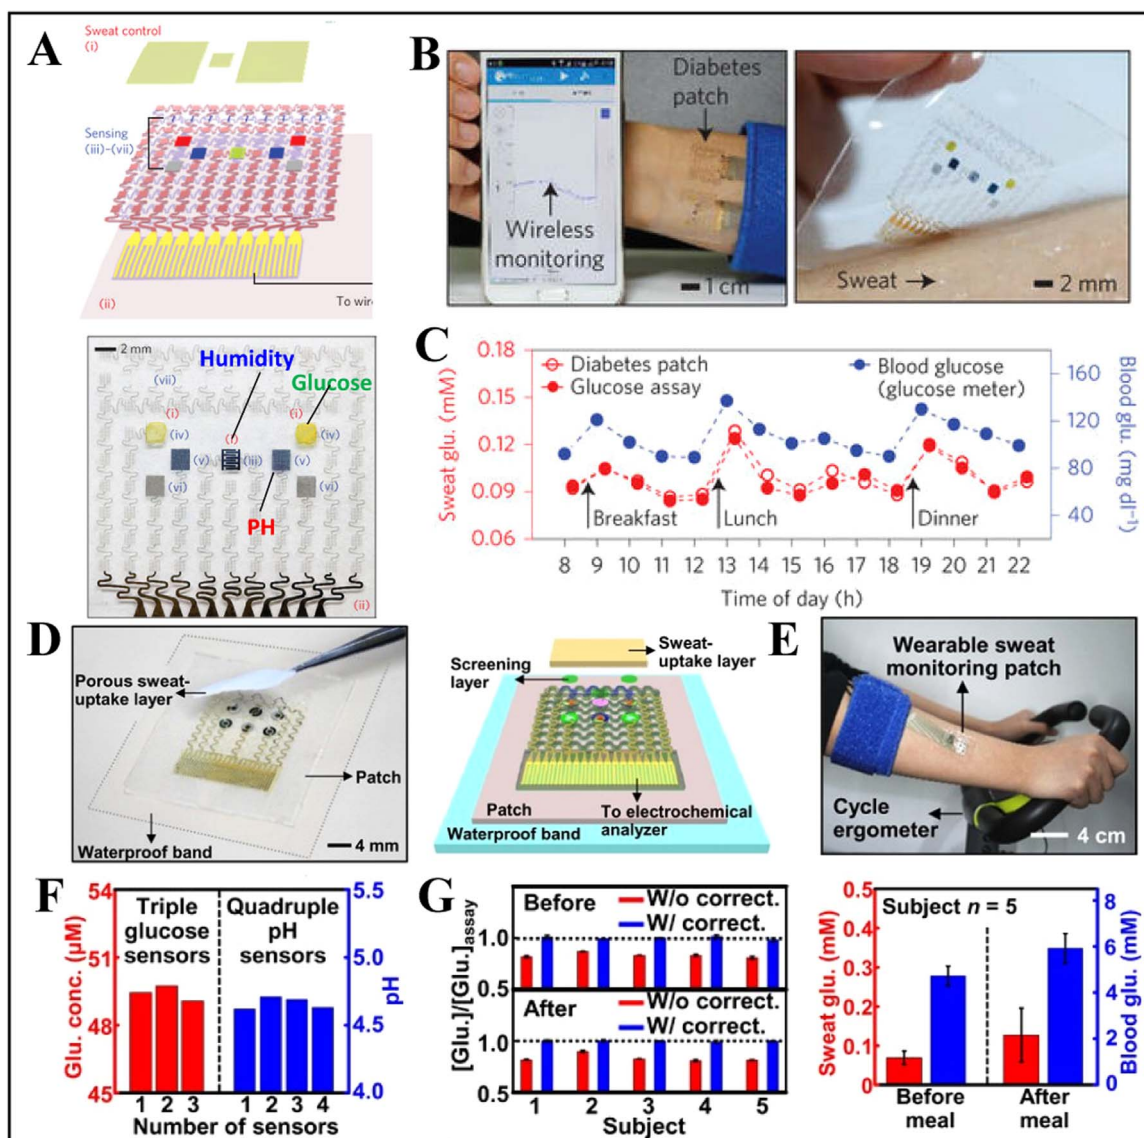 A
Sweat control
(i)
Sensing
(iii)-(vii)
(ii)
To wire
2 mm
Humidity
Glucose
(vii)
(i)
(i)
(iv)
(i)
(iv)
(v)
(iii)
(v)
(vi)
(vi)
PH
(ii)
B
Diabetes
patch
Wireless
monitoring
1 cm
Sweat
2 mm
C
0.18
0.15
0.12
0.09
0.06
Sweat glu. (mM)
Diabetes patch
Glucose assay
Blood glucose
(glucose meter)
160
120
80
40
Blood glu. (mg dl⁻¹)
Breakfast
Lunch
Dinner
8 9 10 11 12 13 14 15 16 17 18 19 20 21 22
Time of day (h)
D
Porous sweat-
uptake layer
Patch
Waterproof band
4 mm
Screening
layer
Sweat-
uptake layer
Patch
To electrochemical
analyzer
Waterproof band
E
Wearable sweat
monitoring patch
Cycle
ergometer
4 cm
F
54
51
48
45
Glu. conc. (µM)
Triple
glucose
sensors
Quadruple
pH
sensors
5.5
5.0
4.5
4.0
pH
1 2 3 1 2 3 4
Number of sensors
G
[Glu.]/[Glu.]assay
Before
W/o correct.
W/ correct.
1.0
0.5
After
W/o correct.
W/ correct.
1.0
0.5
1 2 3 4 5
Subject
0.5
0.4
0.3
0.2
0.1
0
Sweat glu. (mM)
Subject n = 5
8
6
4
2
0
Blood glu. (mM)
Before
meal
After
meal